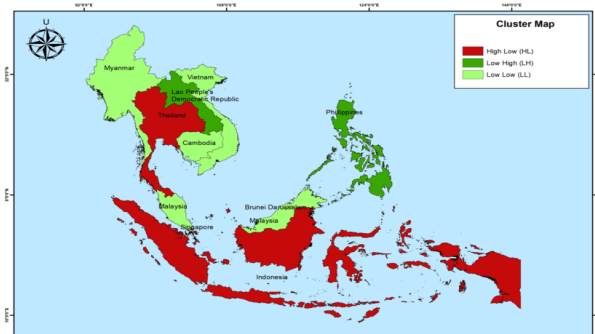 Cluster Map
High Low (HL)
Low High (LH)
Low Low (LL)
U
Myanmar
Vietnam
Lao People's
Democratic Republic
Thailand
Cambodia
Philippines
Malaysia
Singapore
Brunei Darussalam
Malaysia
Indonesia